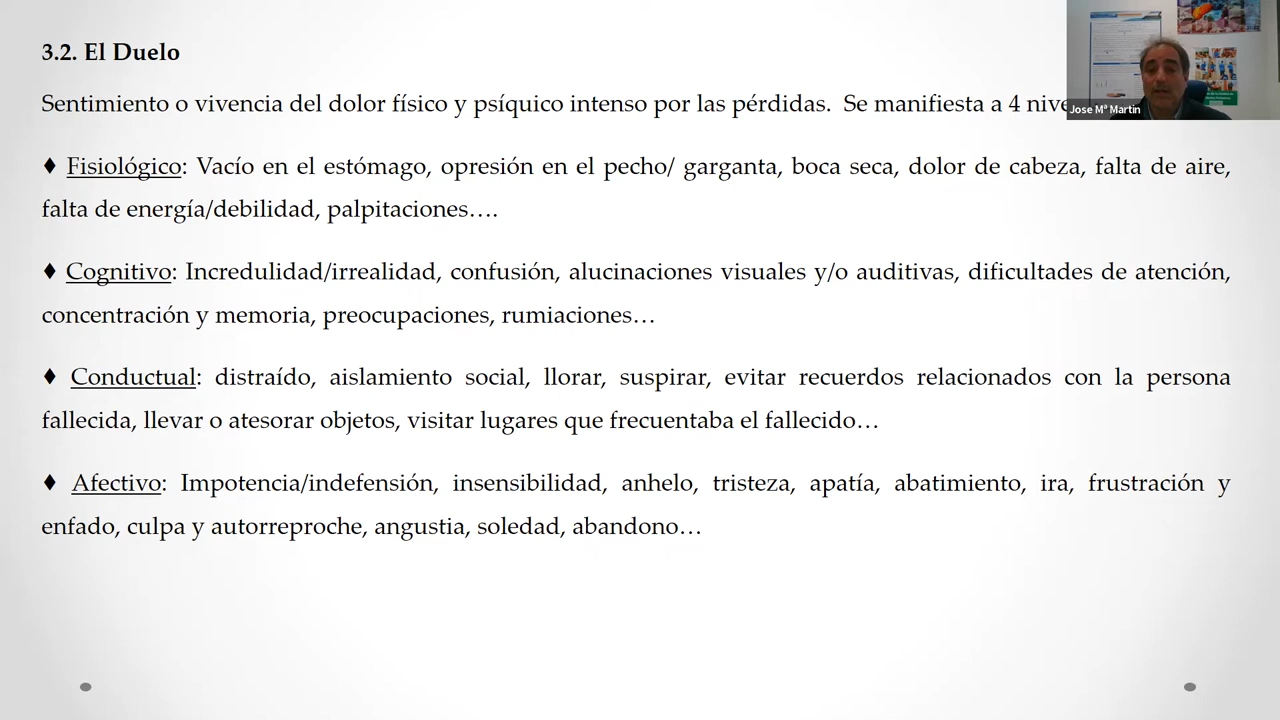 3.2. El Duelo
Sentimiento o vivencia del dolor físico y psíquico intenso por las pérdidas. Se manifiesta a 4
Jose Mª Martín
♦ Fisiológico: Vacío en el estómago, opresión en el pecho/ garganta, boca seca, dolor de cabeza, falta de aire,
falta de energía/debilidad, palpitaciones….
♦ Cognitivo: Incredulidad/irrealidad, confusión, alucinaciones visuales y/o auditivas, dificultades de atención,
concentración y memoria, preocupaciones, rumiaciones…
♦ Conductual: distraído, aislamiento social, llorar, suspirar, evitar recuerdos relacionados con la persona
fallecida, llevar o atesorar objetos, visitar lugares que frecuentaba el fallecido…
♦ Afectivo: Impotencia/indefensión, insensibilidad, anhelo, tristeza, apatía, abatimiento, ira, frustración y
enfado, culpa y autorreproche, angustia, soledad, abandono…